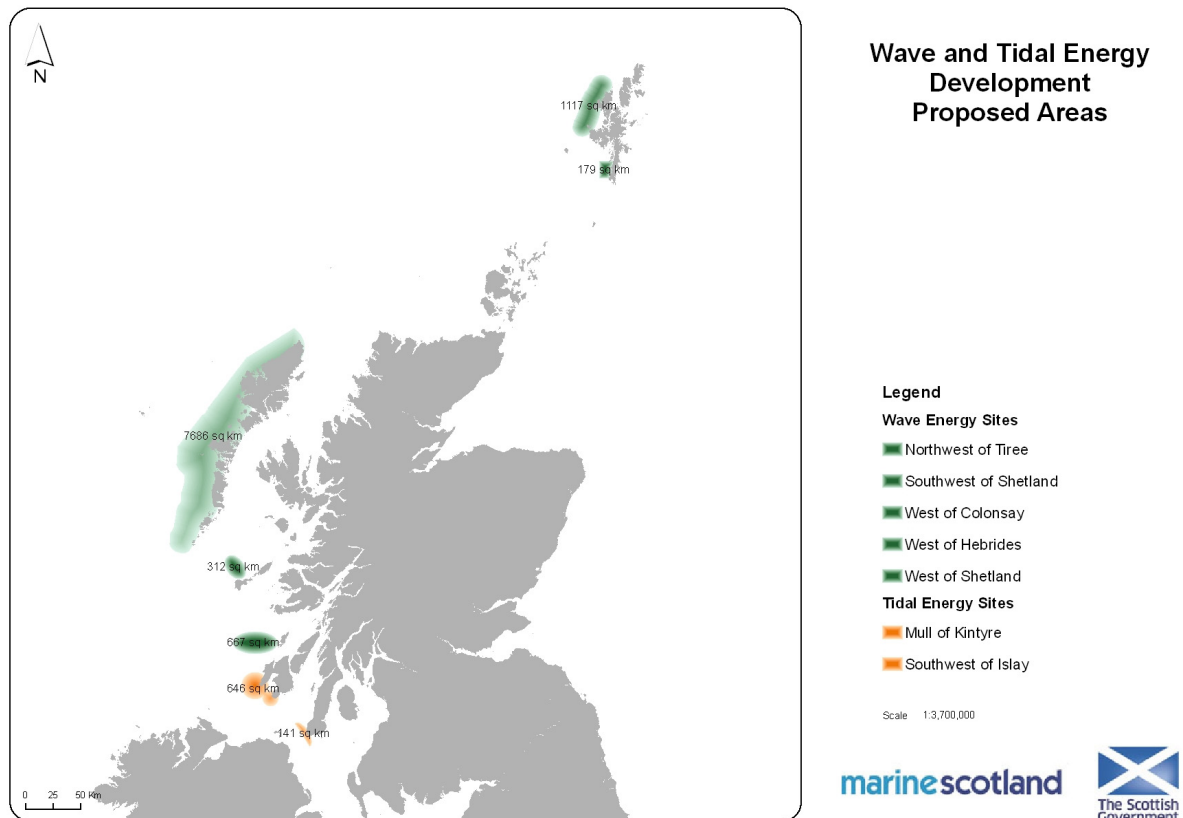 N
1117 sq km
179 sq km
7686 sq km
312 sq km
667 sq km
646 sq km
141 sq km
0 25 50 Km
Wave and Tidal Energy
Development
Proposed Areas
Legend
Wave Energy Sites
Northwest of Tiree
Southwest of Shetland
West of Colonsay
West of Hebrides
West of Shetland
Tidal Energy Sites
Mull of Kintyre
Southwest of Islay
Scale 1:3,700,000
marinescotland
The Scottish
Government